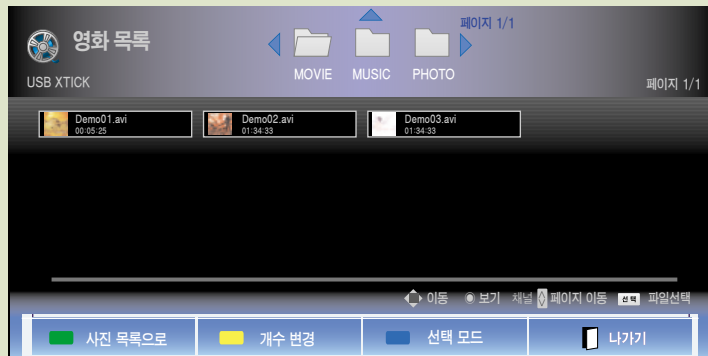 페이지 1/1
영화 목록
MOVIE MUSIC PHOTO
USB XTICK
페이지 1/1
Demo01.avi
00:05:25
Demo02.avi
01:34:33
Demo03.avi
01:34:33
이동 보기 채널 페이지 이동 선택 파일선택
사진 목록으로 개수 변경 선택 모드 나가기